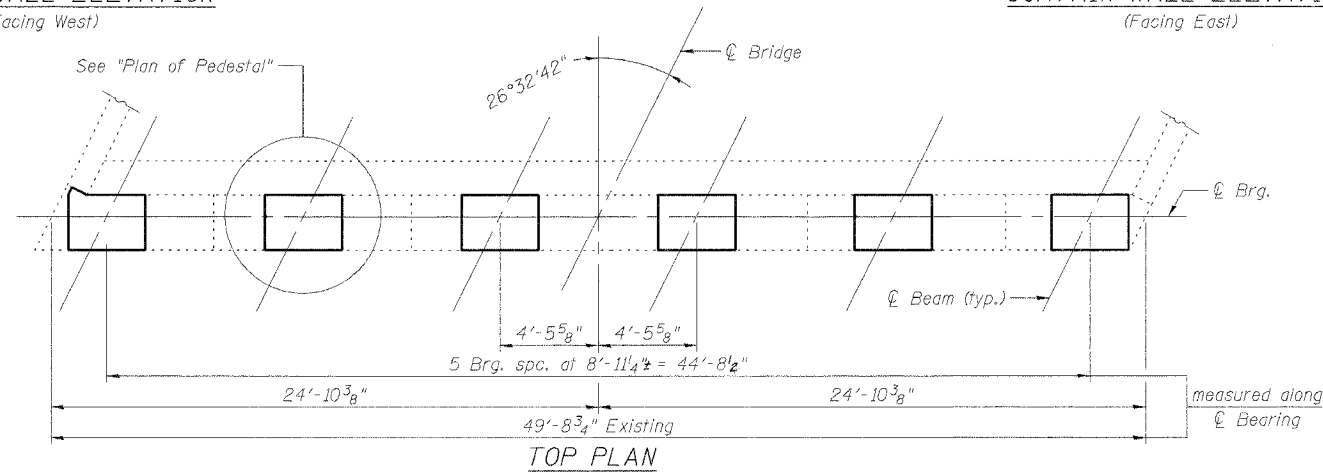 (Facing East)
See "Plan of Pedestal"
26°32'42"
℄ Bridge
℄ Brg.
℄ Beam (typ.)
4'-5⅝" 4'-5⅝"
5 Brg. spc. at 8'-11¼"± = 44'-8½"
24'-10⅜" 24'-10⅜"
measured along
℄ Bearing
49'-8¾" Existing
TOP PLAN